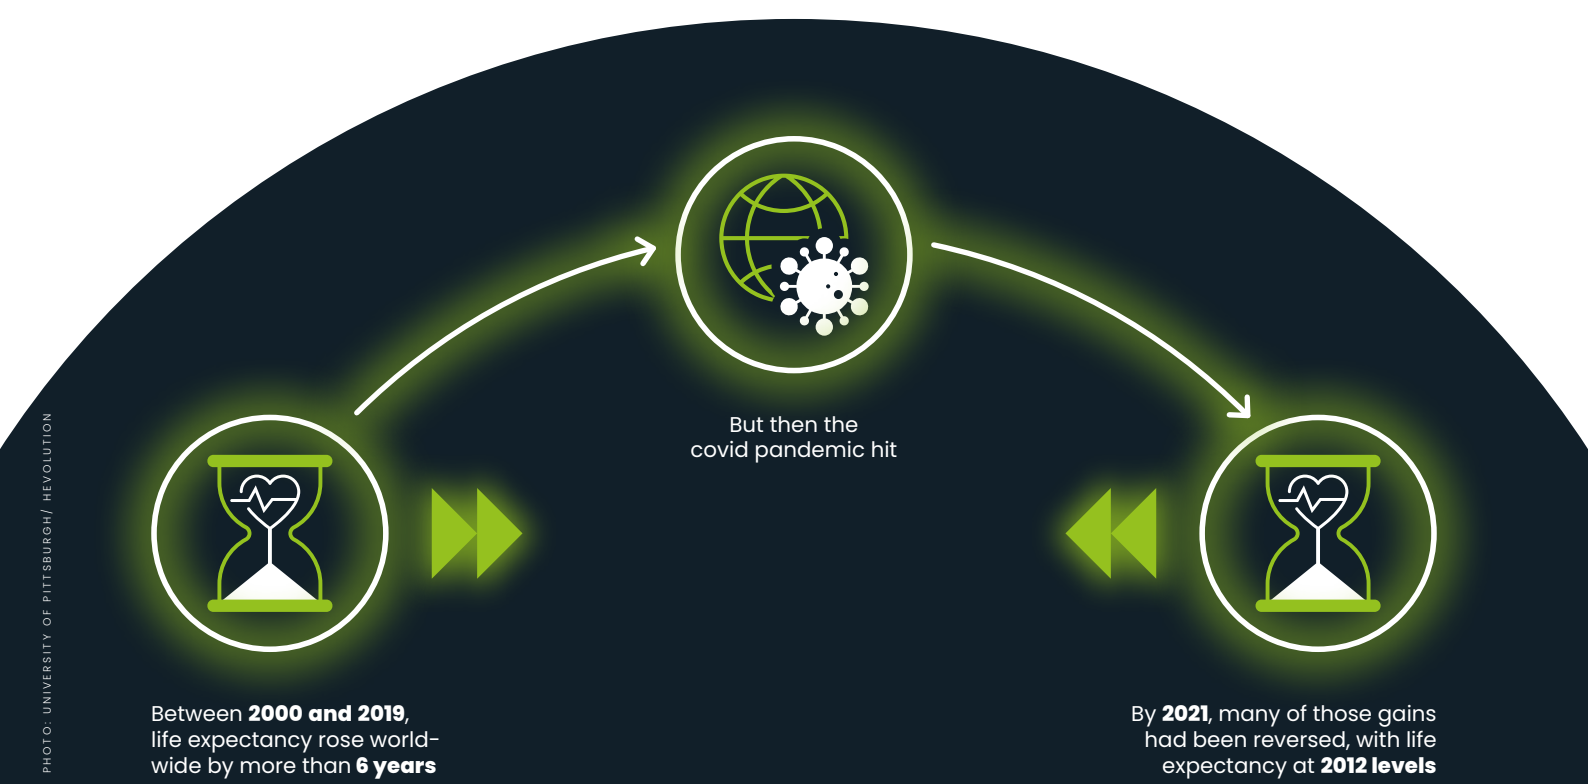 But then the
covid pandemic hit
Between 2000 and 2019,
life expectancy rose world-
wide by more than 6 years
By 2021, many of those gains
had been reversed, with life
expectancy at 2012 levels
PHOTO: UNIVERSITY OF PITTSBURGH/ HEVOLUTION